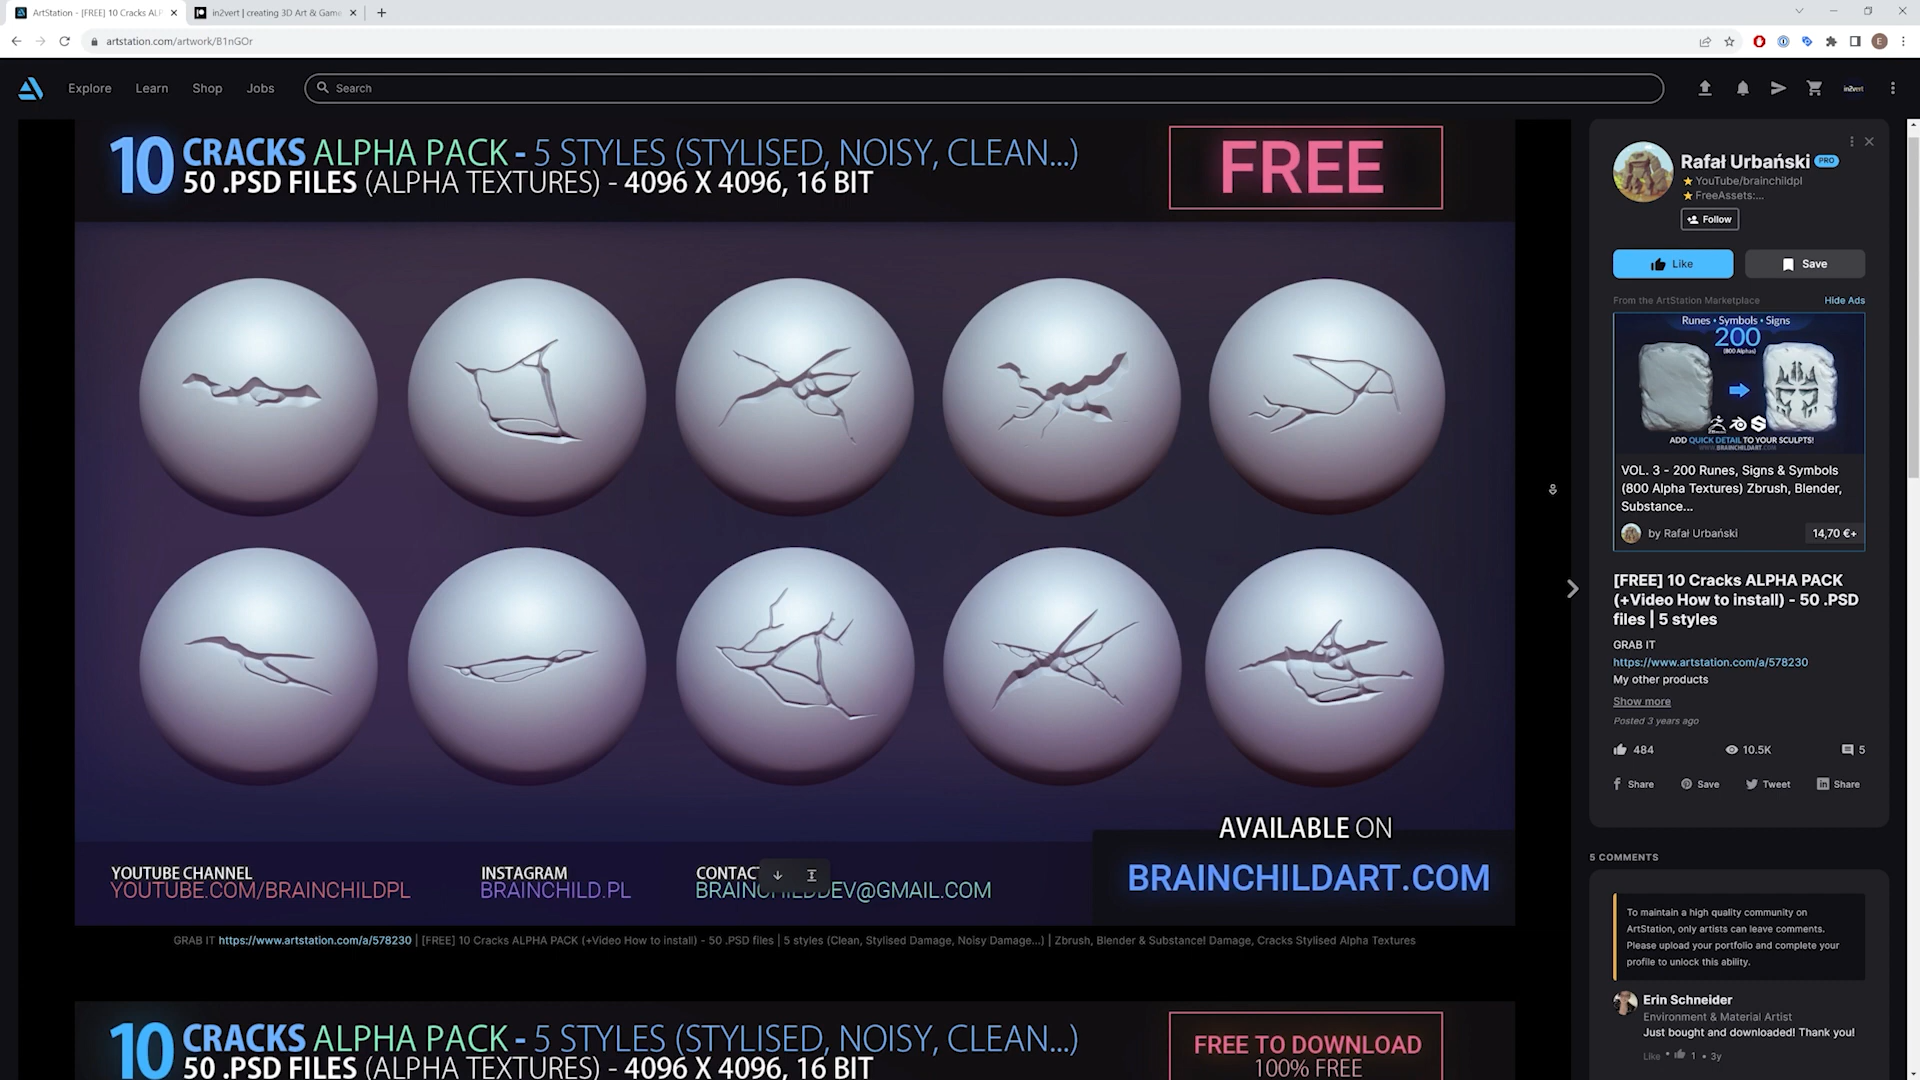 ArtStation - [FREE] 10 Cracks ALP
in2vert | creating 3D Art & Game
artstation.com/artwork/B1nGOr
E
Explore
Learn
Shop
Jobs
Search
in2vert
10 CRACKS ALPHA PACK - 5 STYLES (STYLISED, NOISY, CLEAN...)
50 .PSD FILES (ALPHA TEXTURES) - 4096 X 4096, 16 BIT
FREE
YOUTUBE CHANNEL
YOUTUBE.COM/BRAINCHILDPL
INSTAGRAM
BRAINCHILD.PL
CONTAC
BRAINCHILDDEV@GMAIL.COM
AVAILABLE ON
BRAINCHILDART.COM
GRAB IT https://www.artstation.com/a/578230 | [FREE] 10 Cracks ALPHA PACK (+Video How to install) - 50 .PSD files | 5 styles (Clean, Stylised Damage, Noisy Damage...) | Zbrush, Blender & Substance! Damage, Cracks Stylised Alpha Textures
10 CRACKS ALPHA PACK - 5 STYLES (STYLISED, NOISY, CLEAN...)
50 .PSD FILES (ALPHA TEXTURES) - 4096 X 4096, 16 BIT
FREE TO DOWNLOAD
100% FREE
Rafał Urbański PRO
YouTube/brainchildpl
FreeAssets:...
Follow
Like
Save
From the ArtStation Marketplace
Hide Ads
Runes • Symbols • Signs
200
(800 Alphas)
ADD QUICK DETAIL TO YOUR SCULPTS!
WWW.BRAINCHILDART.COM
VOL. 3 - 200 Runes, Signs & Symbols
(800 Alpha Textures) Zbrush, Blender,
Substance...
by Rafał Urbański
14,70 €+
[FREE] 10 Cracks ALPHA PACK
(+Video How to install) - 50 .PSD
files | 5 styles
GRAB IT
https://www.artstation.com/a/578230
My other products
Show more
Posted 3 years ago
484
10.5K
5
Share
Save
Tweet
Share
5 COMMENTS
To maintain a high quality community on
ArtStation, only artists can leave comments.
Please upload your portfolio and complete your
profile to unlock this ability.
Erin Schneider
Environment & Material Artist
Just bought and downloaded! Thank you!
Like • 1 • 3y